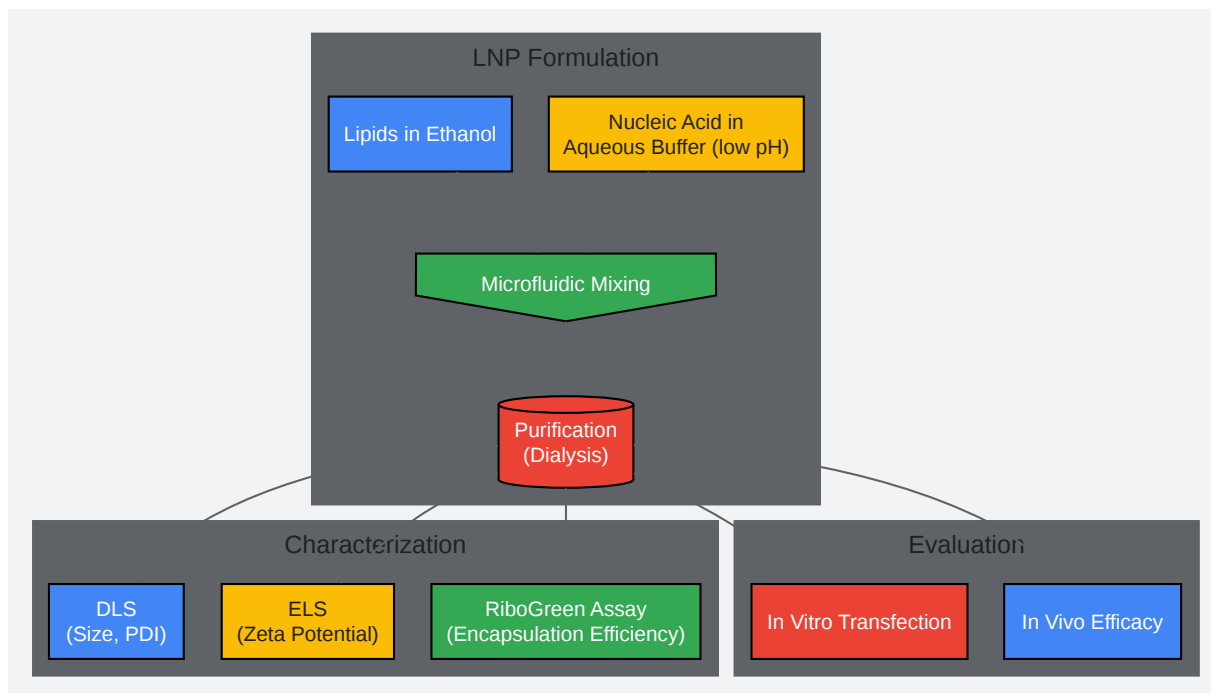 LNP Formulation
Lipids in Ethanol
Nucleic Acid in
Aqueous Buffer (low pH)
Microfluidic Mixing
Purification
(Dialysis)
Characterization
DLS
(Size, PDI)
ELS
(Zeta Potential)
RiboGreen Assay
(Encapsulation Efficiency)
Evaluation
In Vitro Transfection
In Vivo Efficacy